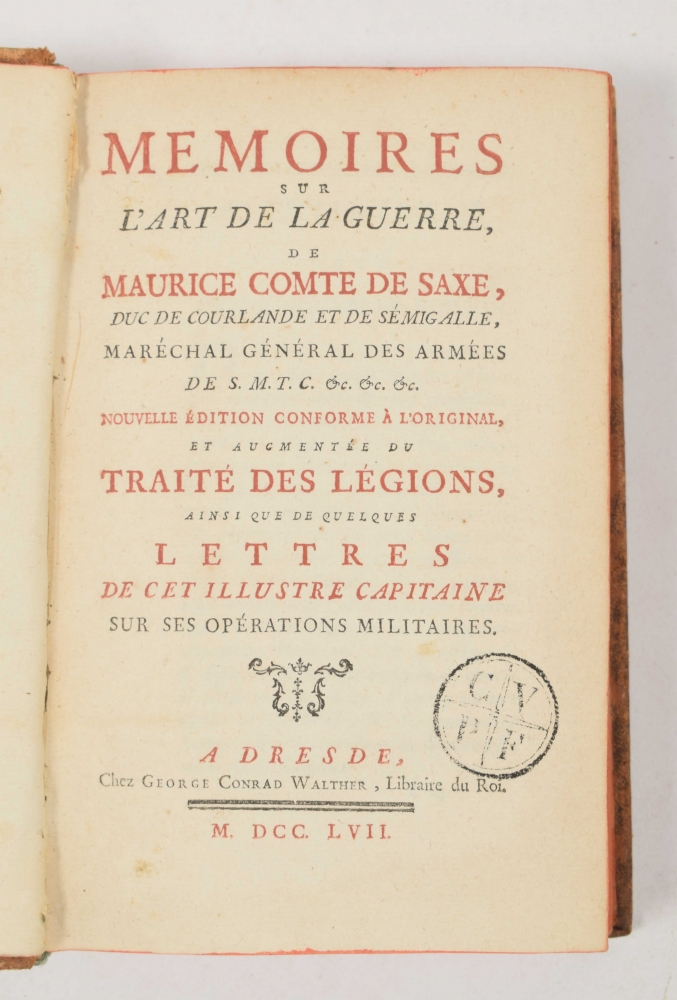 MEMOIRES
SUR
L'ART DE LA GUERRE,
DE
MAURICE COMTE DE SAXE,
DUC DE COURLANDE ET DE SÉMIGALLE,
MARÉCHAL GÉNÉRAL DES ARMÉES
DE S. M. T. C. &c. &c. &c.
NOUVELLE ÉDITION CONFORME À L'ORIGINAL,
ET AUGMENTÉE DU
TRAITÉ DES LÉGIONS,
AINSI QUE DE QUELQUES
LETTRES
DE CET ILLUSTRE CAPITAINE
SUR SES OPÉRATIONS MILITAIRES.
C V
P F
A DRESDE,
Chez GEORGE CONRAD WALTHER, Libraire du Roi.
M. DCC. LVII.